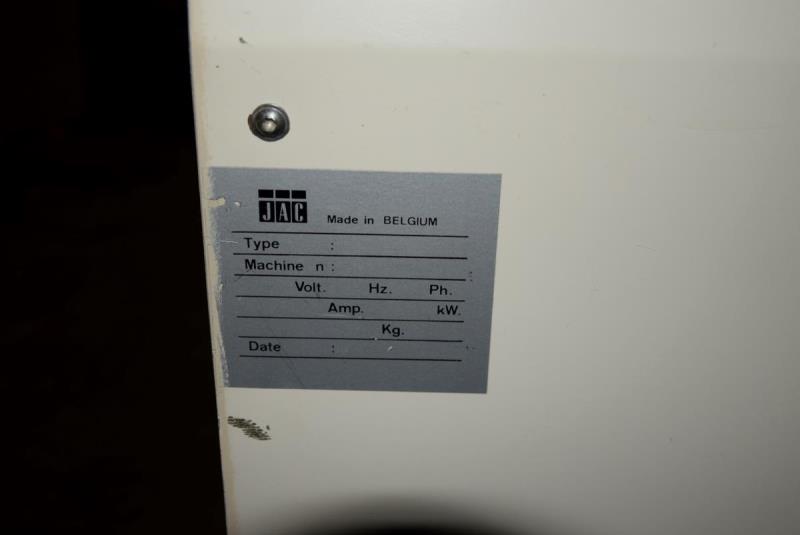 JAC Made in BELGIUM
Type :
Machine n :
Volt. Hz. Ph.
Amp. kW.
Kg.
Date :